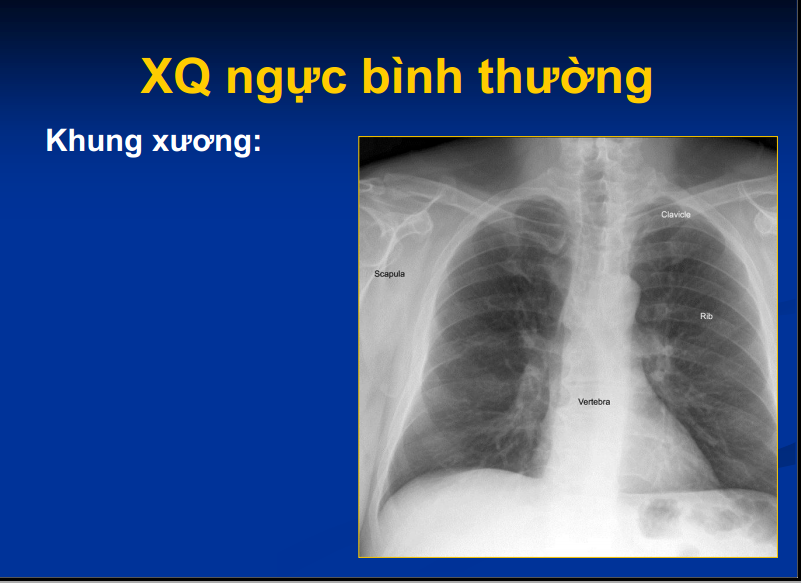 XQ ngực bình thường
Khung xương:
Clavicle
Scapula
Rib
Vertebra